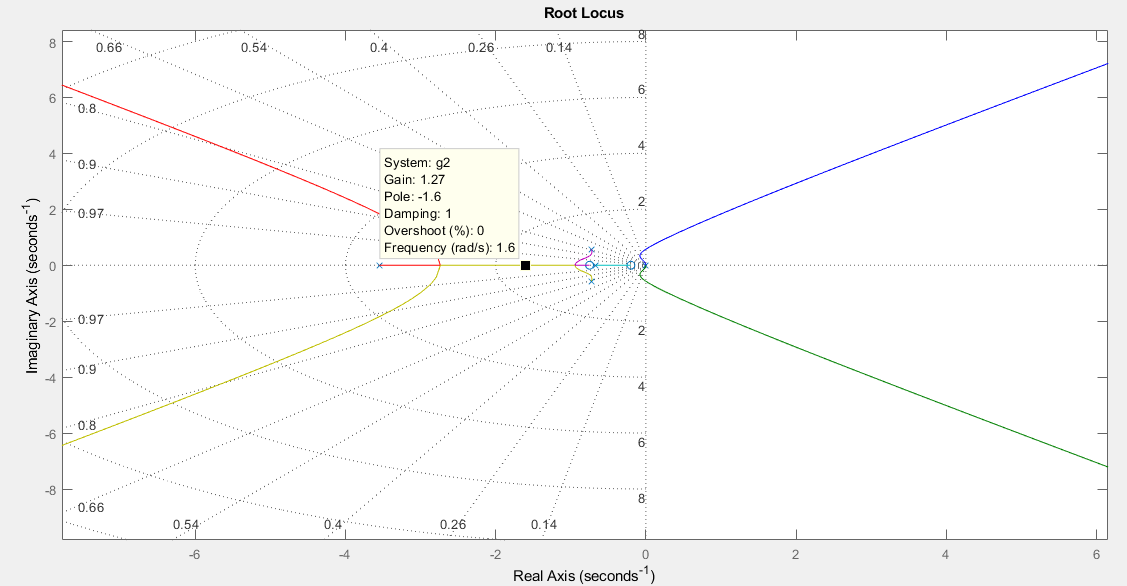 Root Locus
0.66 0.54 0.4 0.26 0.14 8
8
0.8 6
6
0.9 4
4
System: g2
Gain: 1.27
Pole: -1.6
Damping: 1
Overshoot (%): 0
Frequency (rad/s): 1.6
0.97 2
2
0
Imaginary Axis (seconds-1)
-2
0.97 2
-4
0.9 4
-6
0.8 6
-8
0.66 8
0.54 0.4 0.26 0.14
-6 -4 -2 0 2 4 6
Real Axis (seconds-1)